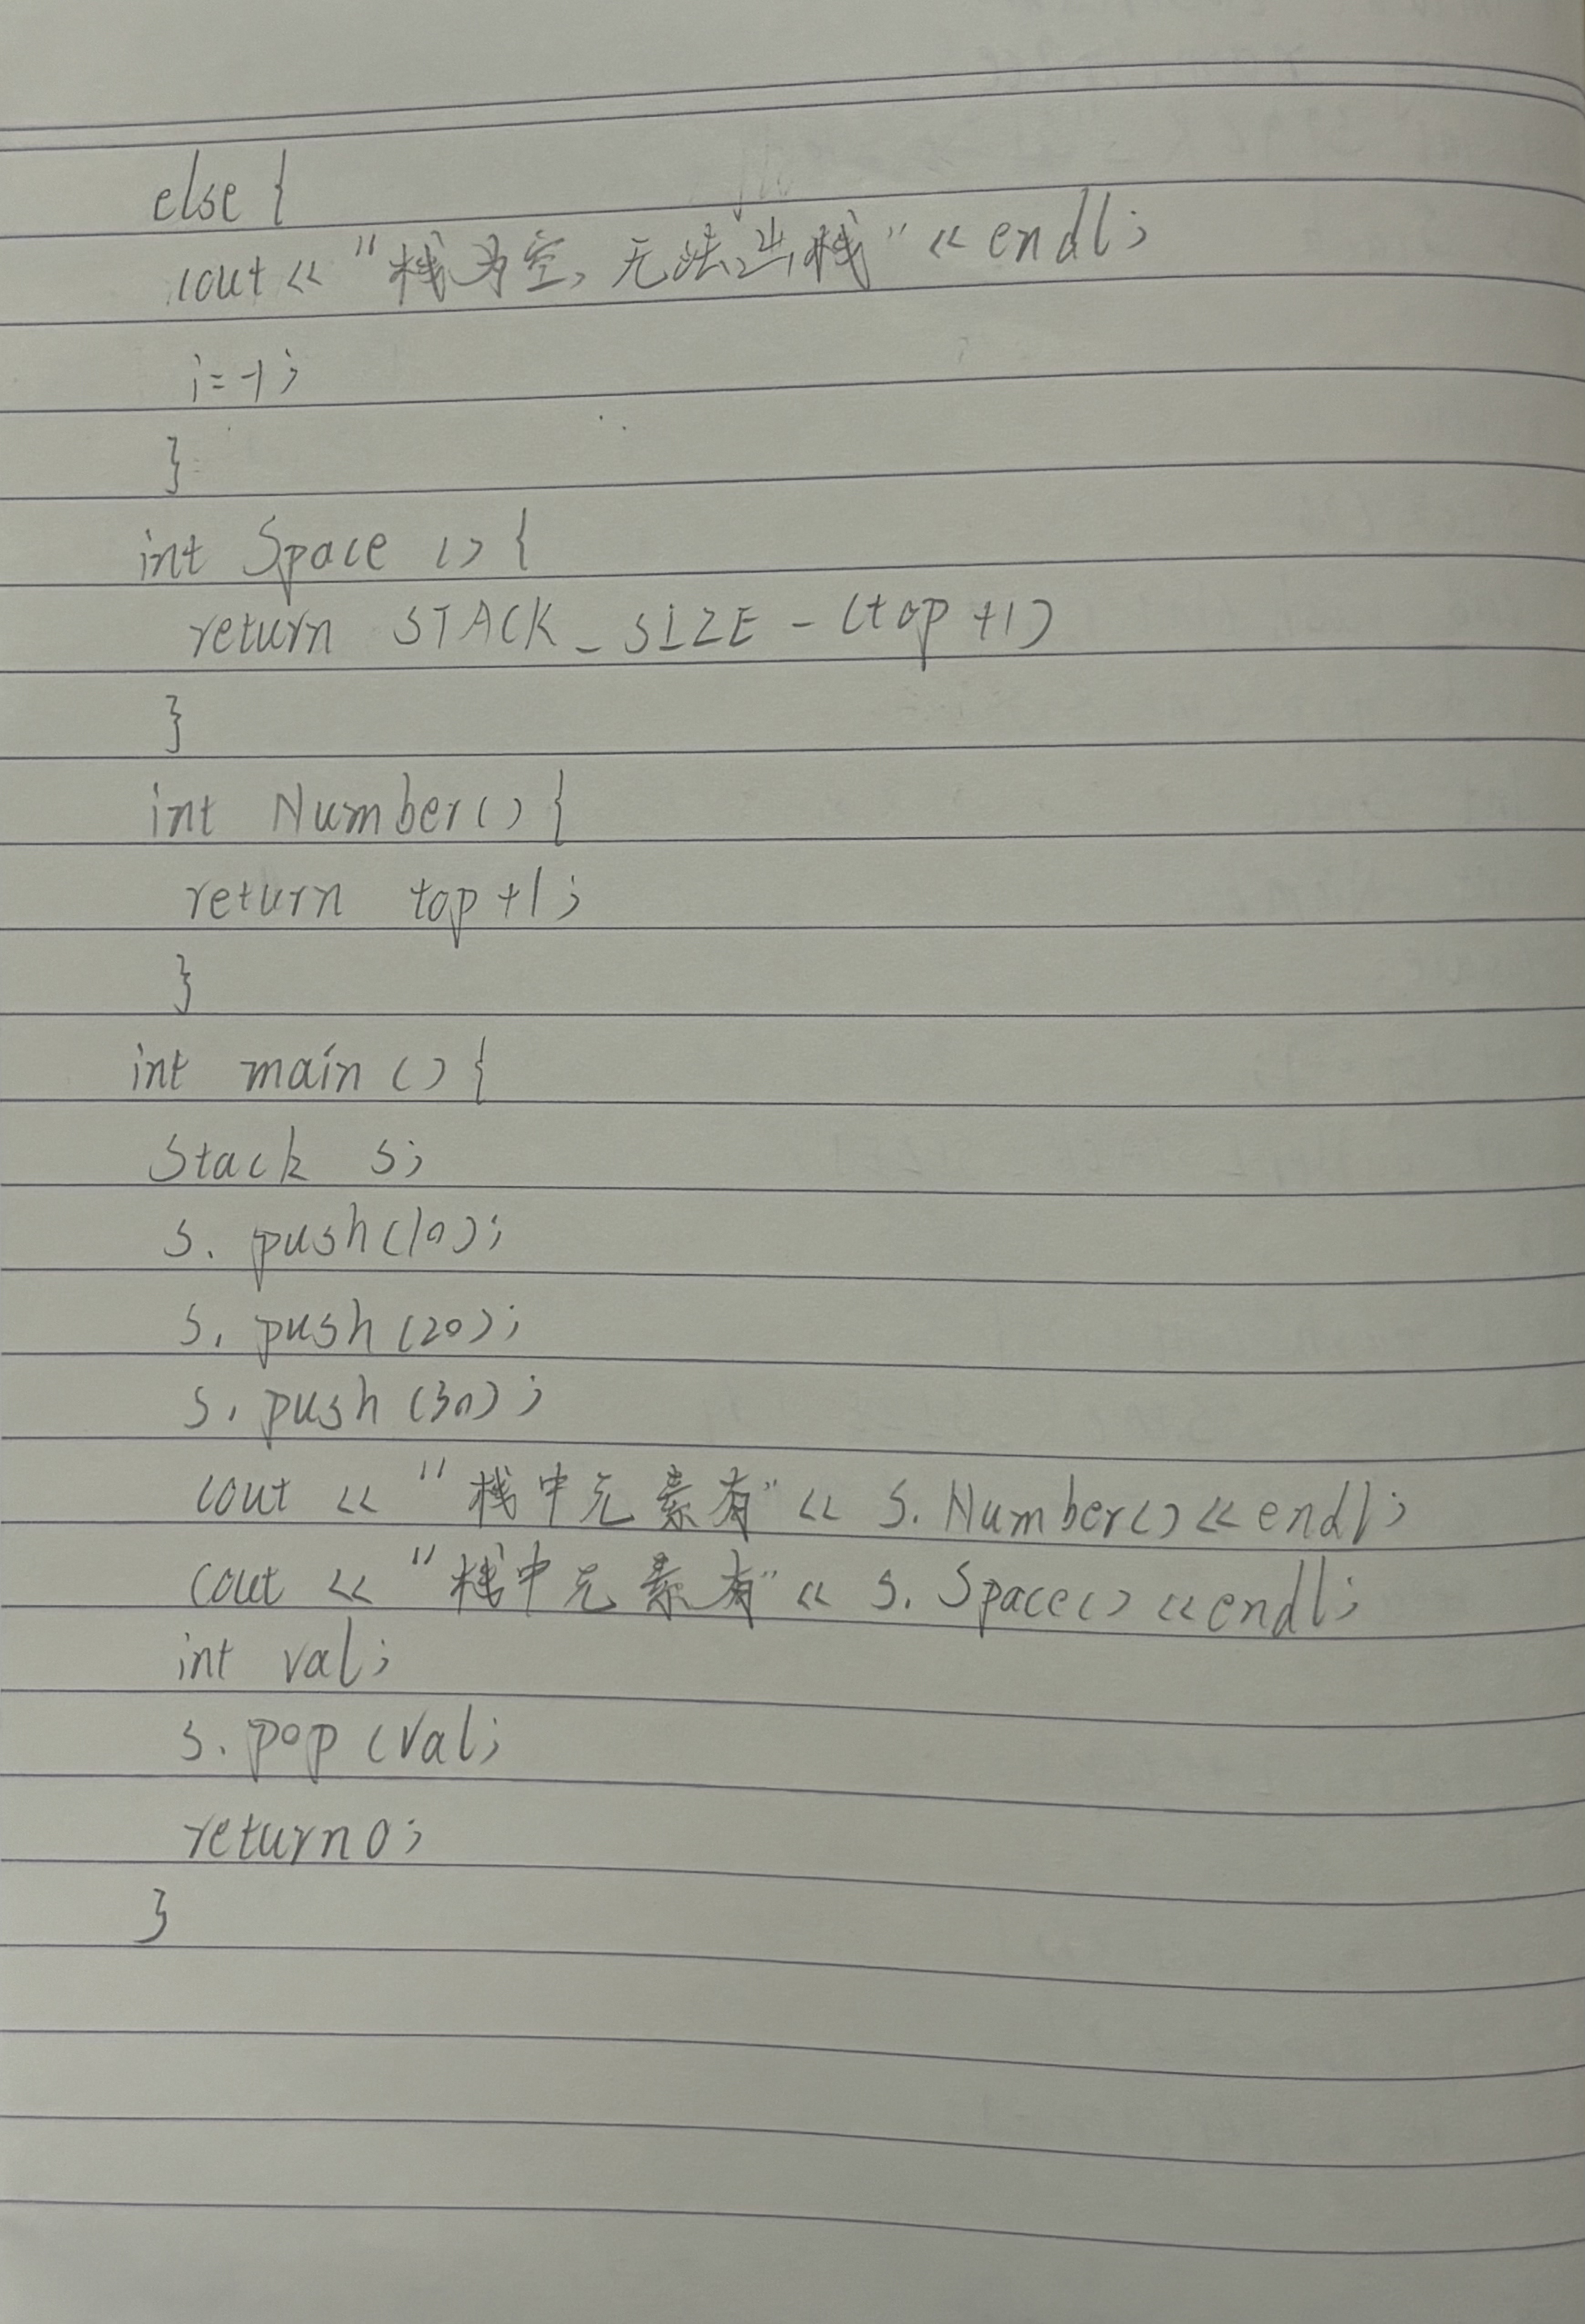 else {
cout << "栈为空，无法出栈" << endl;
i=-1;
}
int Space () {
return STACK_SIZE - (top +1)
}
int Number() {
return top+1;
}
int main () {
Stack s;
s. push(10);
s. push (20);
s. push (30);
cout << "栈中元素有" << s. Number() << endl;
cout << "栈中元素有" << s. Space() << endl;
int val;
s. pop (val;
return 0;
}